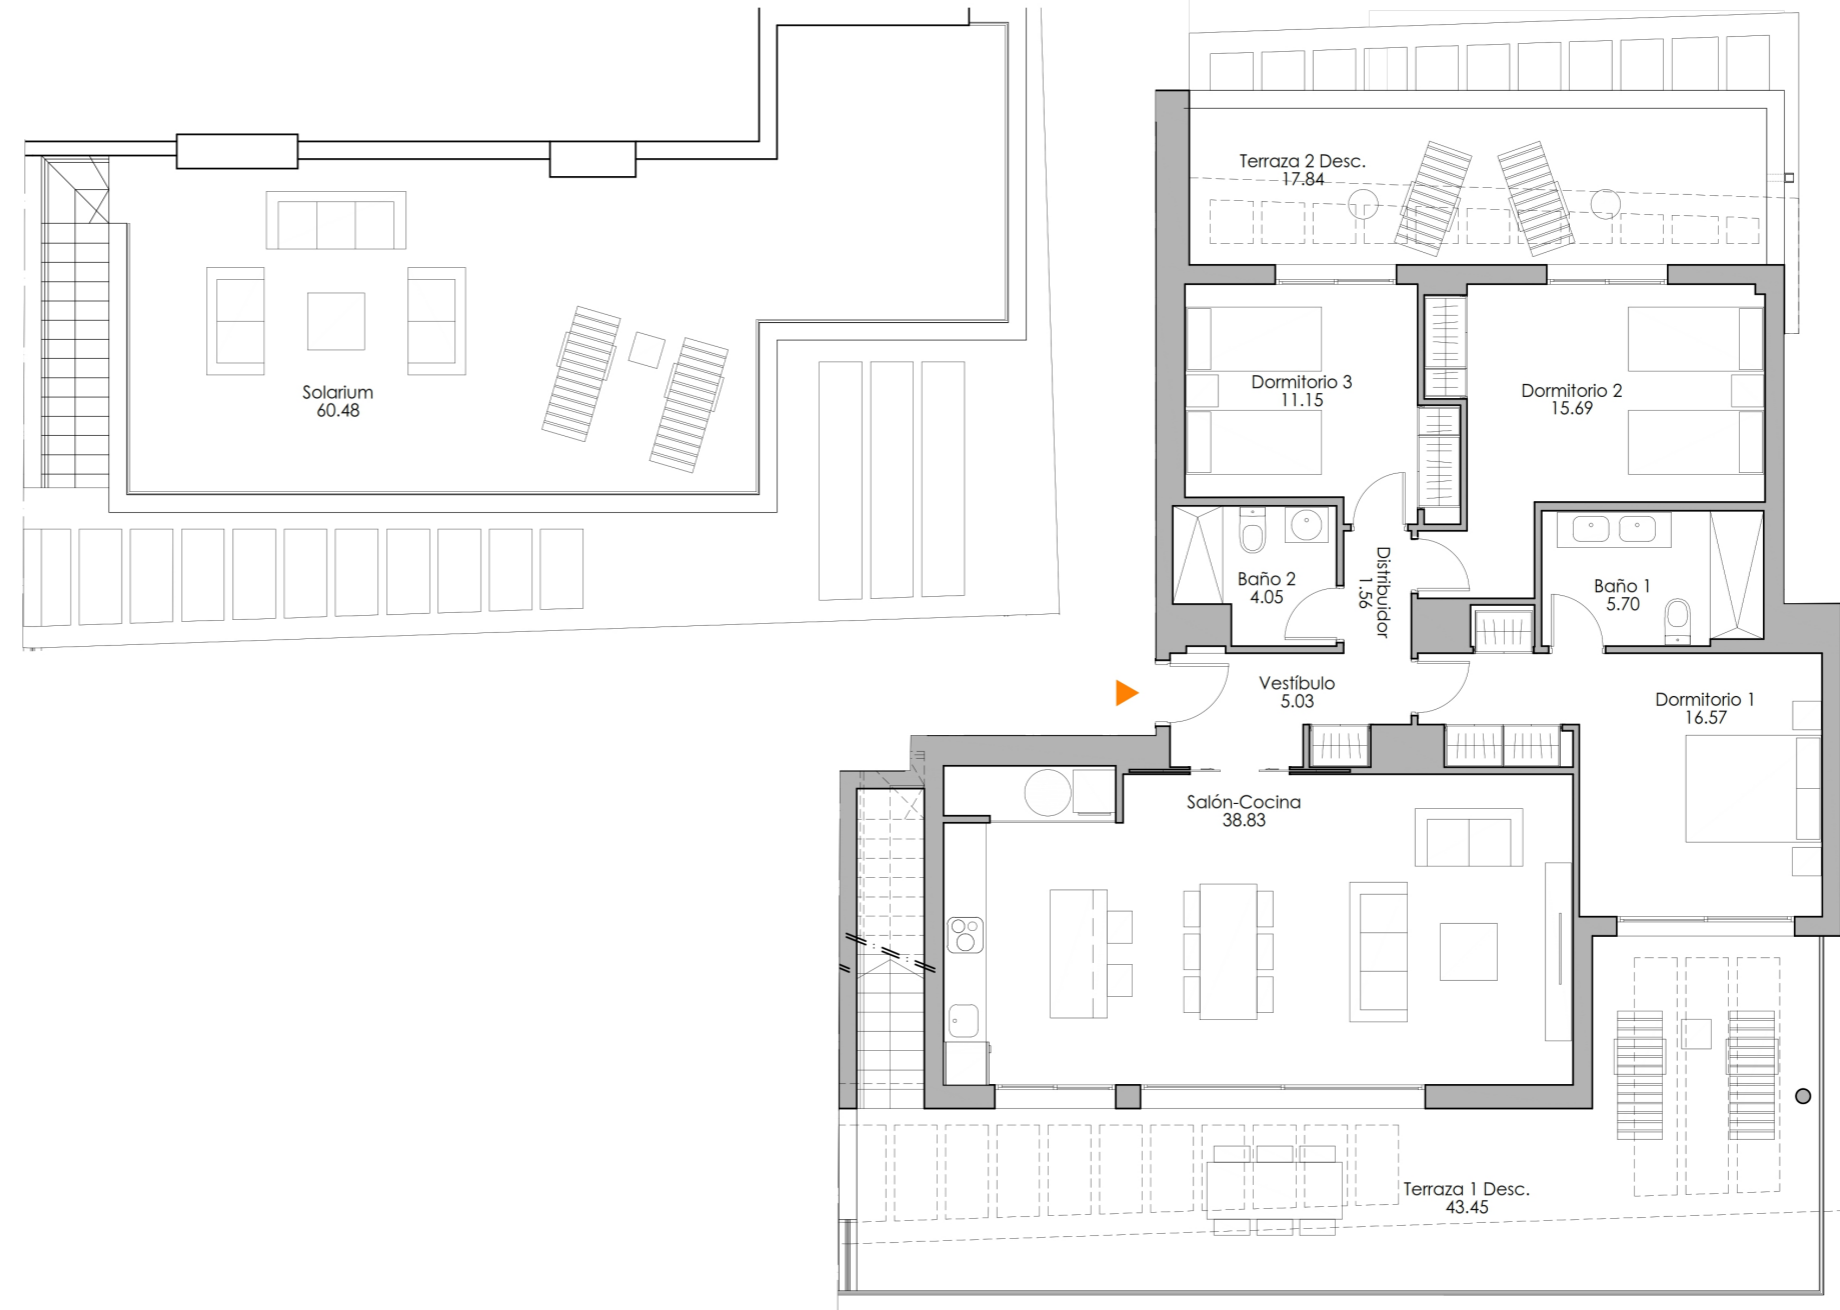 Terraza 2 Desc.
17.84
Solarium
60.48
Dormitorio 3
11.15
Dormitorio 2
15.69
Baño 2
4.05
Distribuidor
1.56
Baño 1
5.70
Vestíbulo
5.03
Dormitorio 1
16.57
Salón-Cocina
38.83
Terraza 1 Desc.
43.45